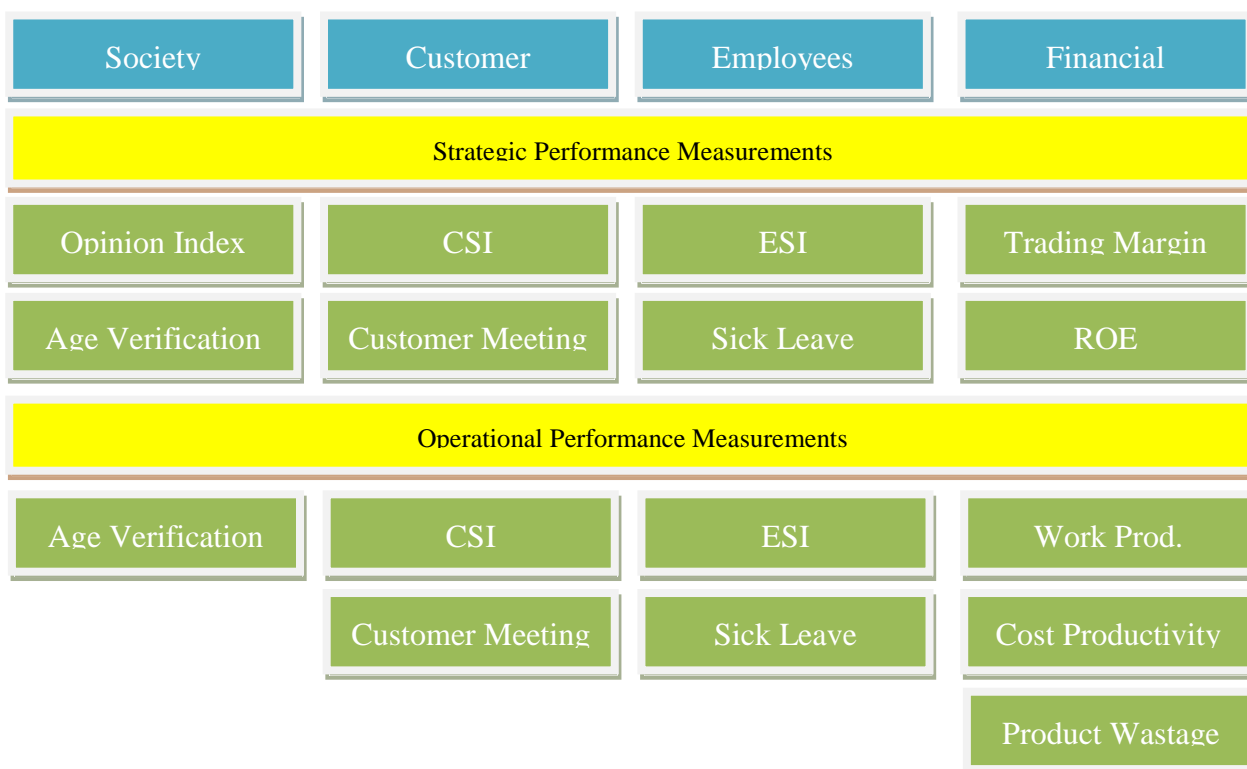 Society
Customer
Employees
Financial
Strategic Performance Measurements
Opinion Index
CSI
ESI
Trading Margin
Age Verification
Customer Meeting
Sick Leave
ROE
Operational Performance Measurements
Age Verification
CSI
ESI
Work Prod.
Customer Meeting
Sick Leave
Cost Productivity
Product Wastage